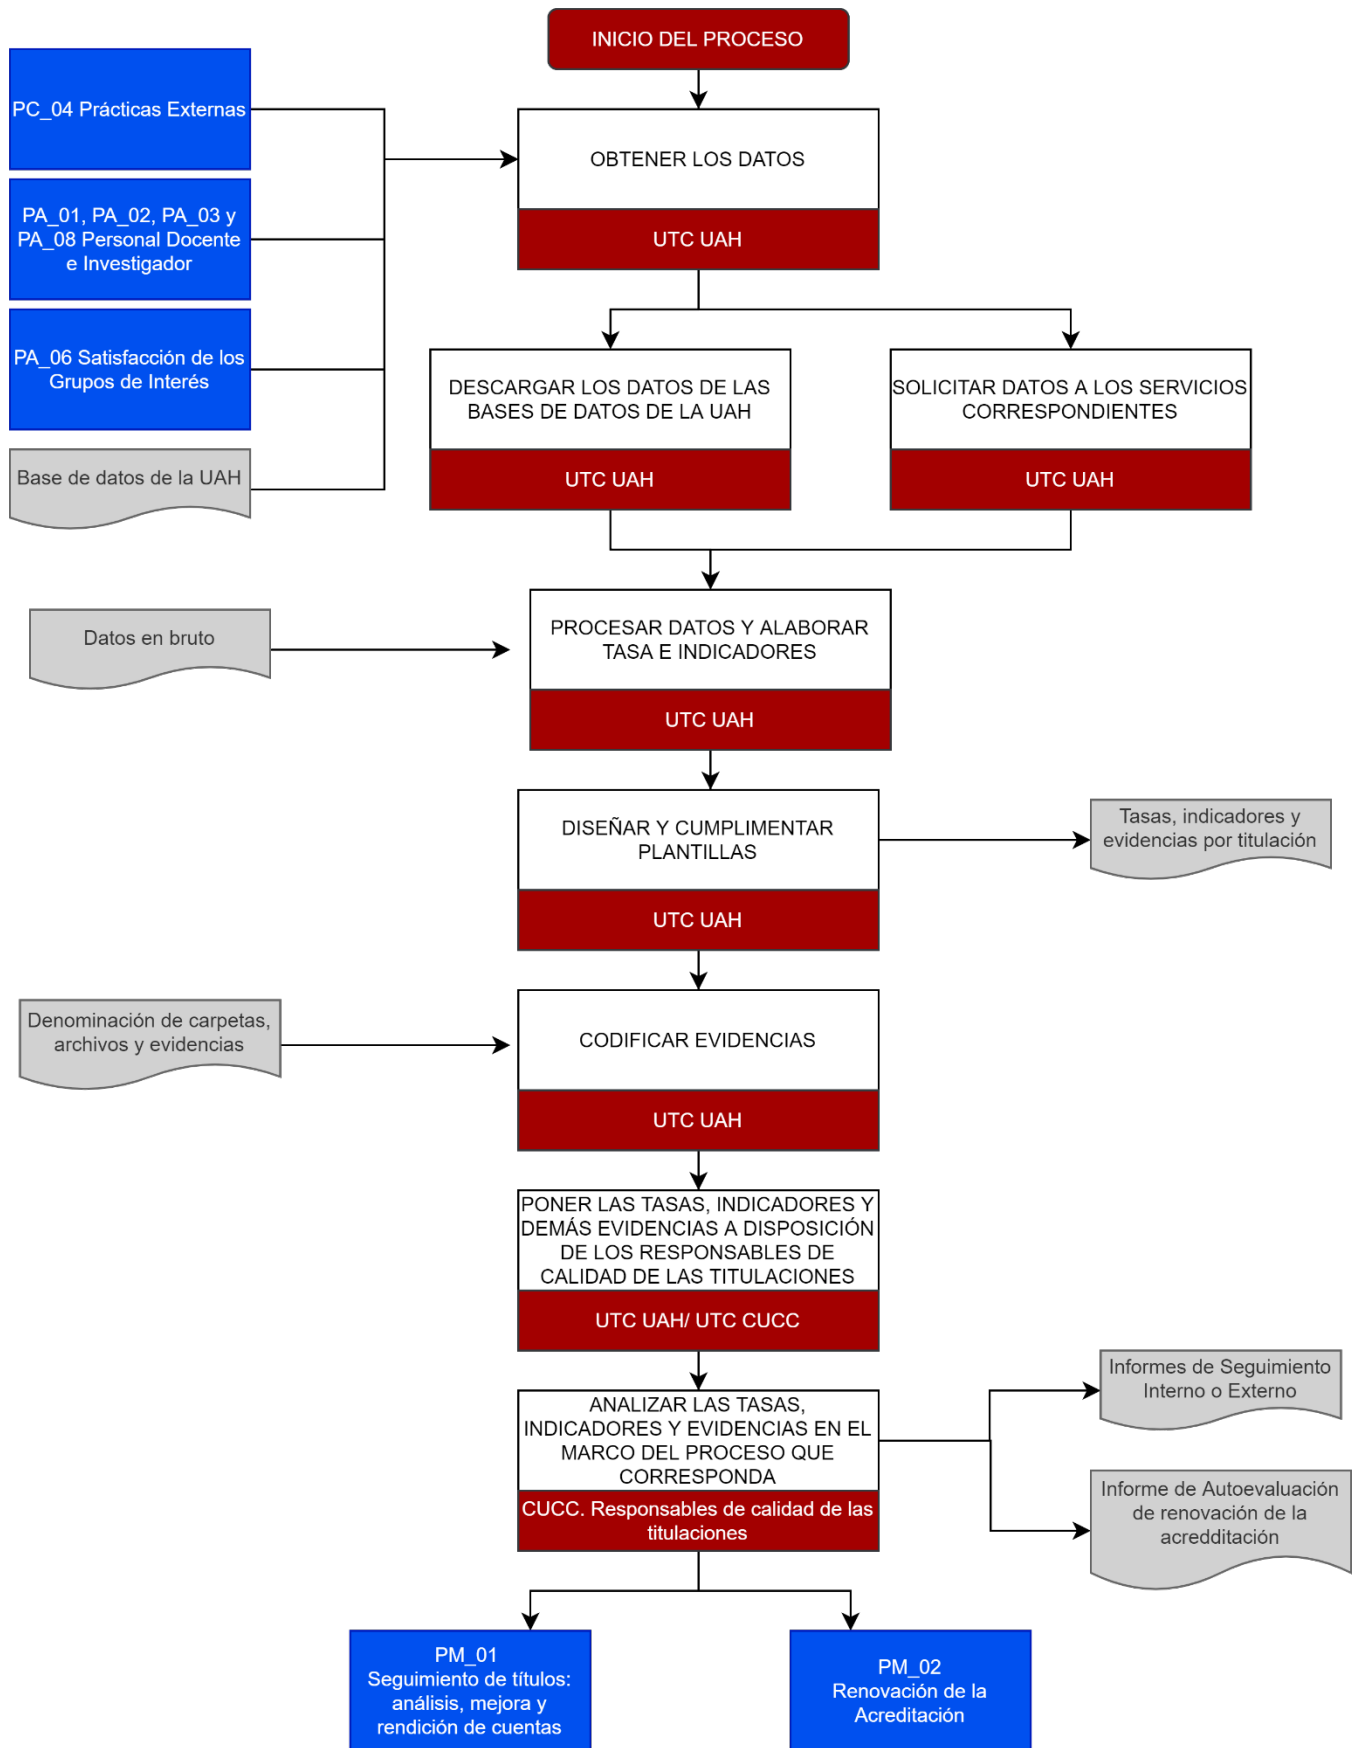 INICIO DEL PROCESO
PC_04 Prácticas Externas
OBTENER LOS DATOS
UTC UAH
PA_01, PA_02, PA_03 y
PA_08 Personal Docente
e Investigador
PA_06 Satisfacción de los
Grupos de Interés
Base de datos de la UAH
DESCARGAR LOS DATOS DE LAS
BASES DE DATOS DE LA UAH
UTC UAH
SOLICITAR DATOS A LOS SERVICIOS
CORRESPONDIENTES
UTC UAH
Datos en bruto
PROCESAR DATOS Y ALABORAR
TASA E INDICADORES
UTC UAH
DISEÑAR Y CUMPLIMENTAR
PLANTILLAS
UTC UAH
Tasas, indicadores y
evidencias por titulación
Denominación de carpetas,
archivos y evidencias
CODIFICAR EVIDENCIAS
UTC UAH
PONER LAS TASAS, INDICADORES Y
DEMÁS EVIDENCIAS A DISPOSICIÓN
DE LOS RESPONSABLES DE
CALIDAD DE LAS TITULACIONES
UTC UAH/ UTC CUCC
ANALIZAR LAS TASAS,
INDICADORES Y EVIDENCIAS EN EL
MARCO DEL PROCESO QUE
CORRESPONDA
CUCC. Responsables de calidad de las
titulaciones
Informes de Seguimiento
Interno o Externo
Informe de Autoevaluación
de renovación de la
acredditación
PM_01
Seguimiento de títulos:
análisis, mejora y
rendición de cuentas
PM_02
Renovación de la
Acreditación